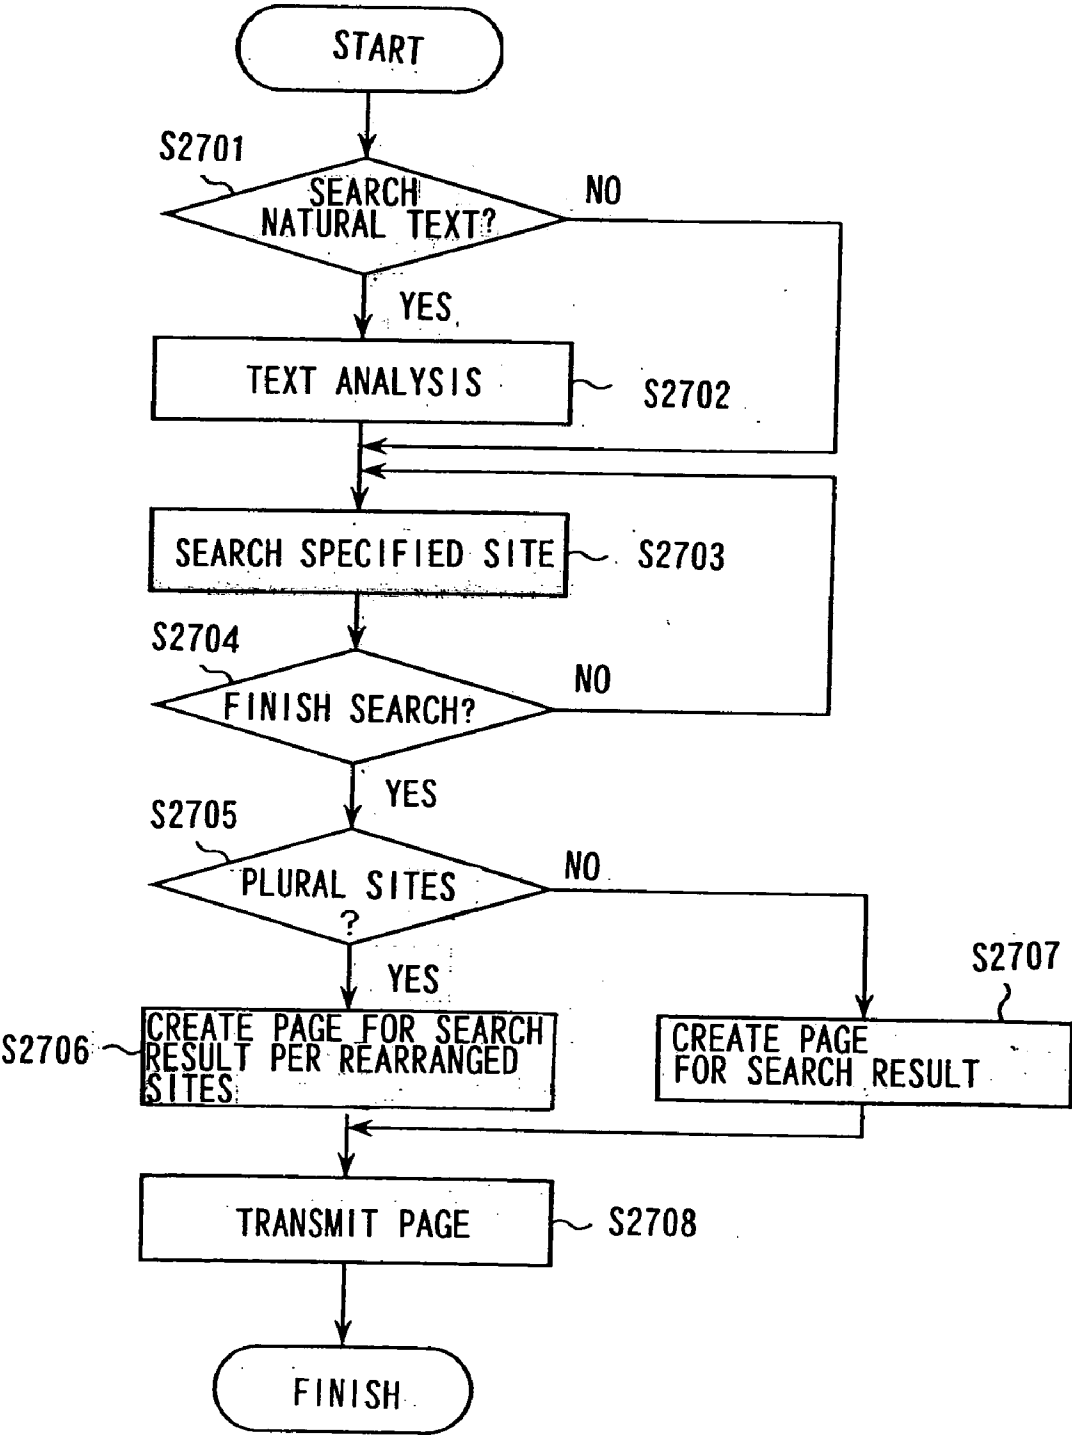 START
S2701
SEARCH
NATURAL TEXT?
NO
YES
TEXT ANALYSIS
S2702
SEARCH SPECIFIED SITE
S2703
S2704
FINISH SEARCH?
NO
YES
S2705
PLURAL SITES
?
NO
YES
S2706
CREATE PAGE FOR SEARCH
RESULT PER REARRANGED
SITES
S2707
CREATE PAGE
FOR SEARCH RESULT
TRANSMIT PAGE
S2708
FINISH